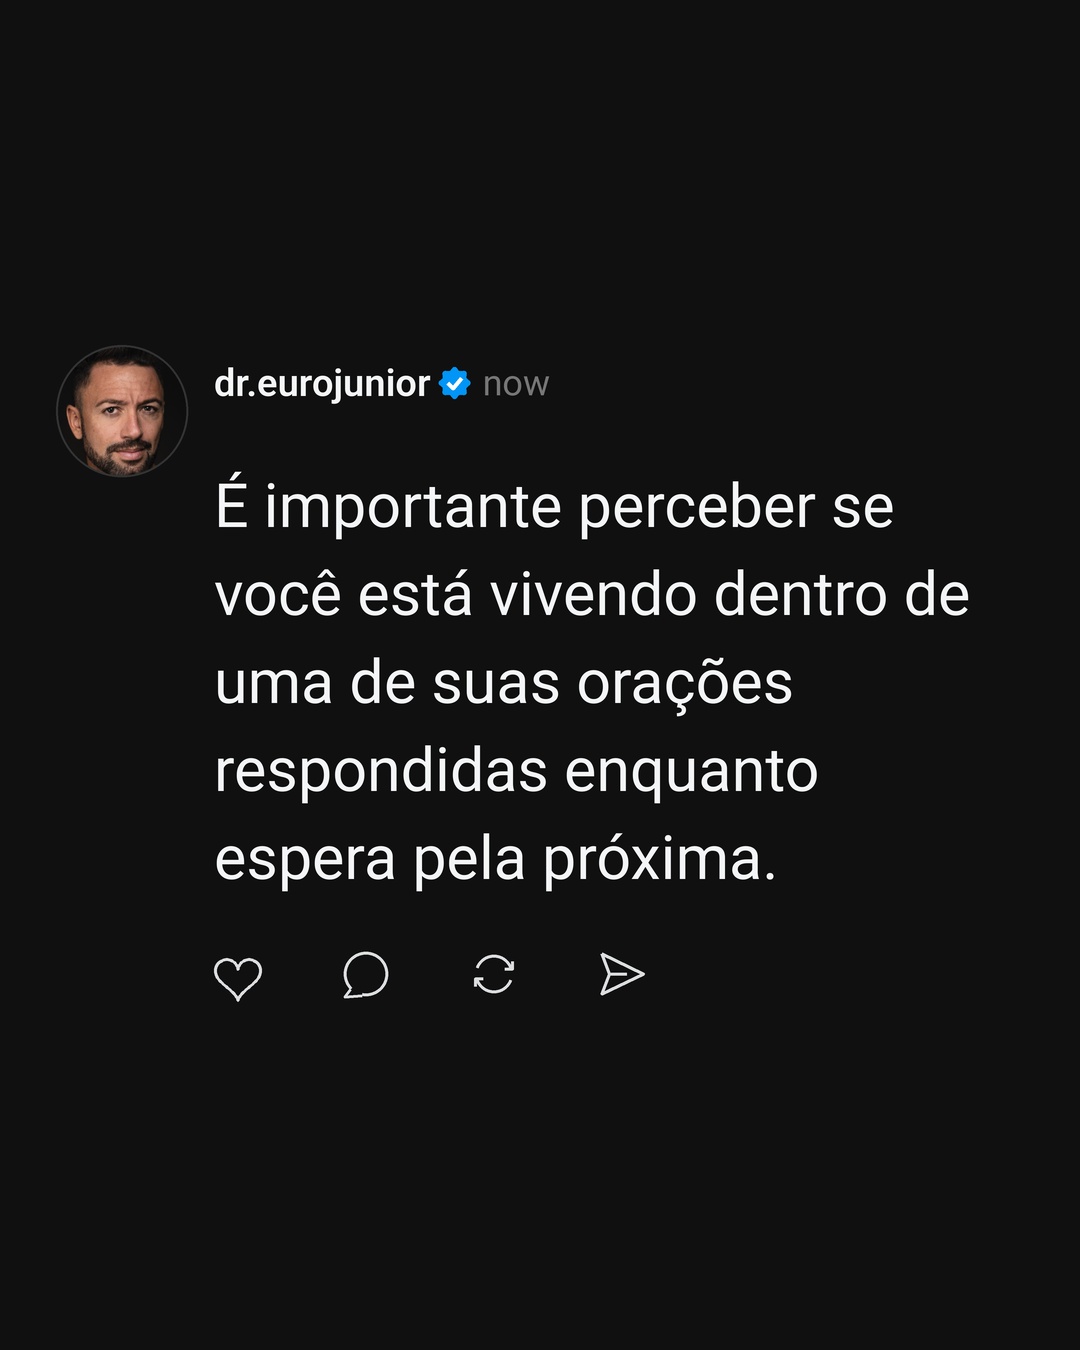 dr.eurojunior now
É importante perceber se
você está vivendo dentro de
uma de suas orações
respondidas enquanto
espera pela próxima.